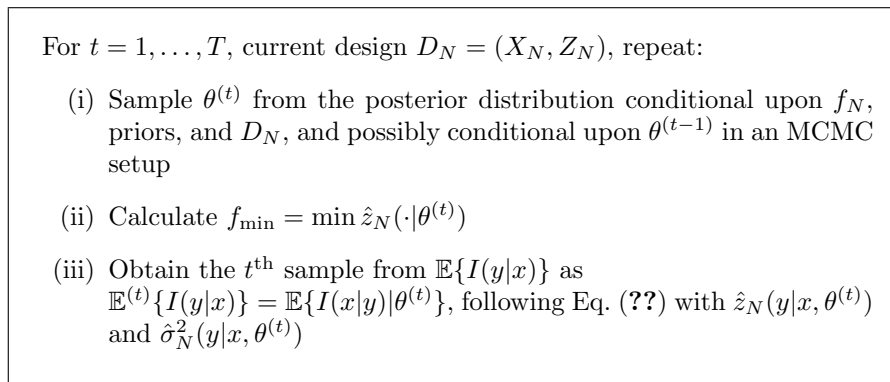 For t = 1, . . . , T, current design D_N = (X_N, Z_N), repeat:
(i) Sample θ^(t) from the posterior distribution conditional upon f_N,
priors, and D_N, and possibly conditional upon θ^(t−1) in an MCMC
setup
(ii) Calculate f_min = min ẑ_N(·|θ^(t))
(iii) Obtain the t^th sample from 𝔼{I(y|x)} as
𝔼^(t){I(y|x)} = 𝔼{I(x|y)|θ^(t)}, following Eq. (??) with ẑ_N(y|x, θ^(t))
and σ̂²_N(y|x, θ^(t))